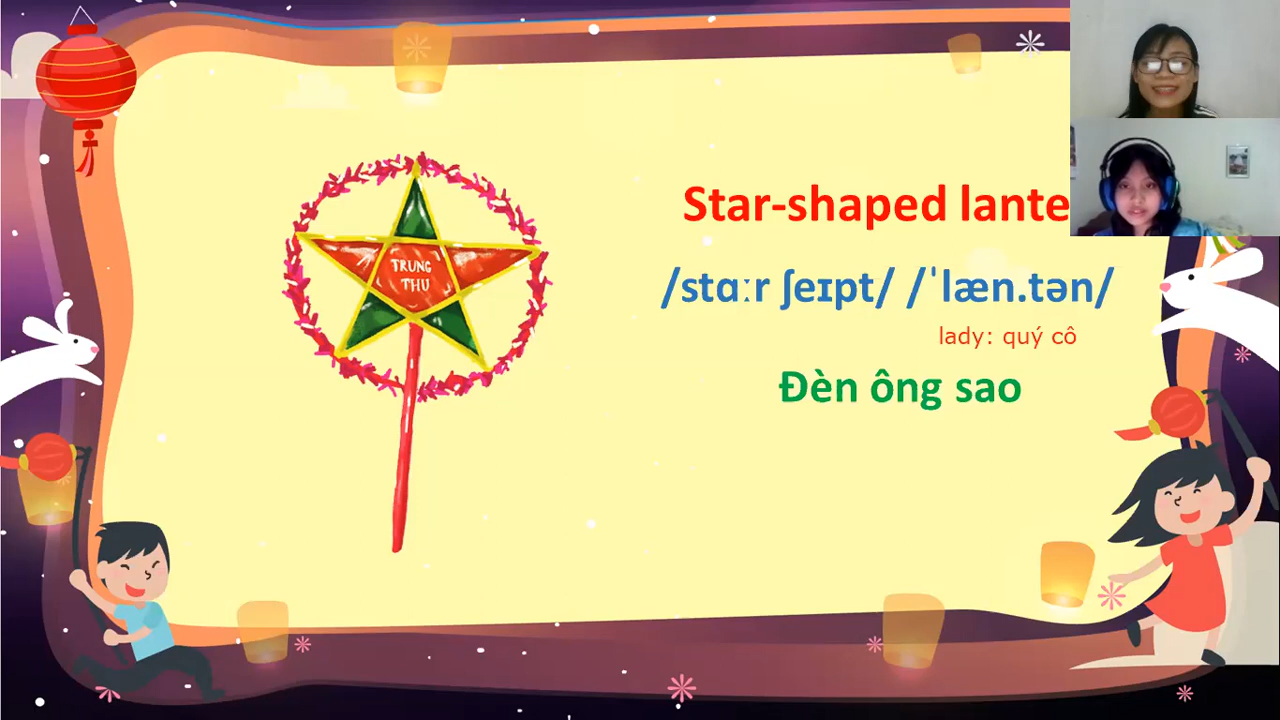 TRUNG
THU
Star-shaped lante
/stɑːr ʃeɪpt/ /ˈlæn.tən/
lady: quý cô
Đèn ông sao